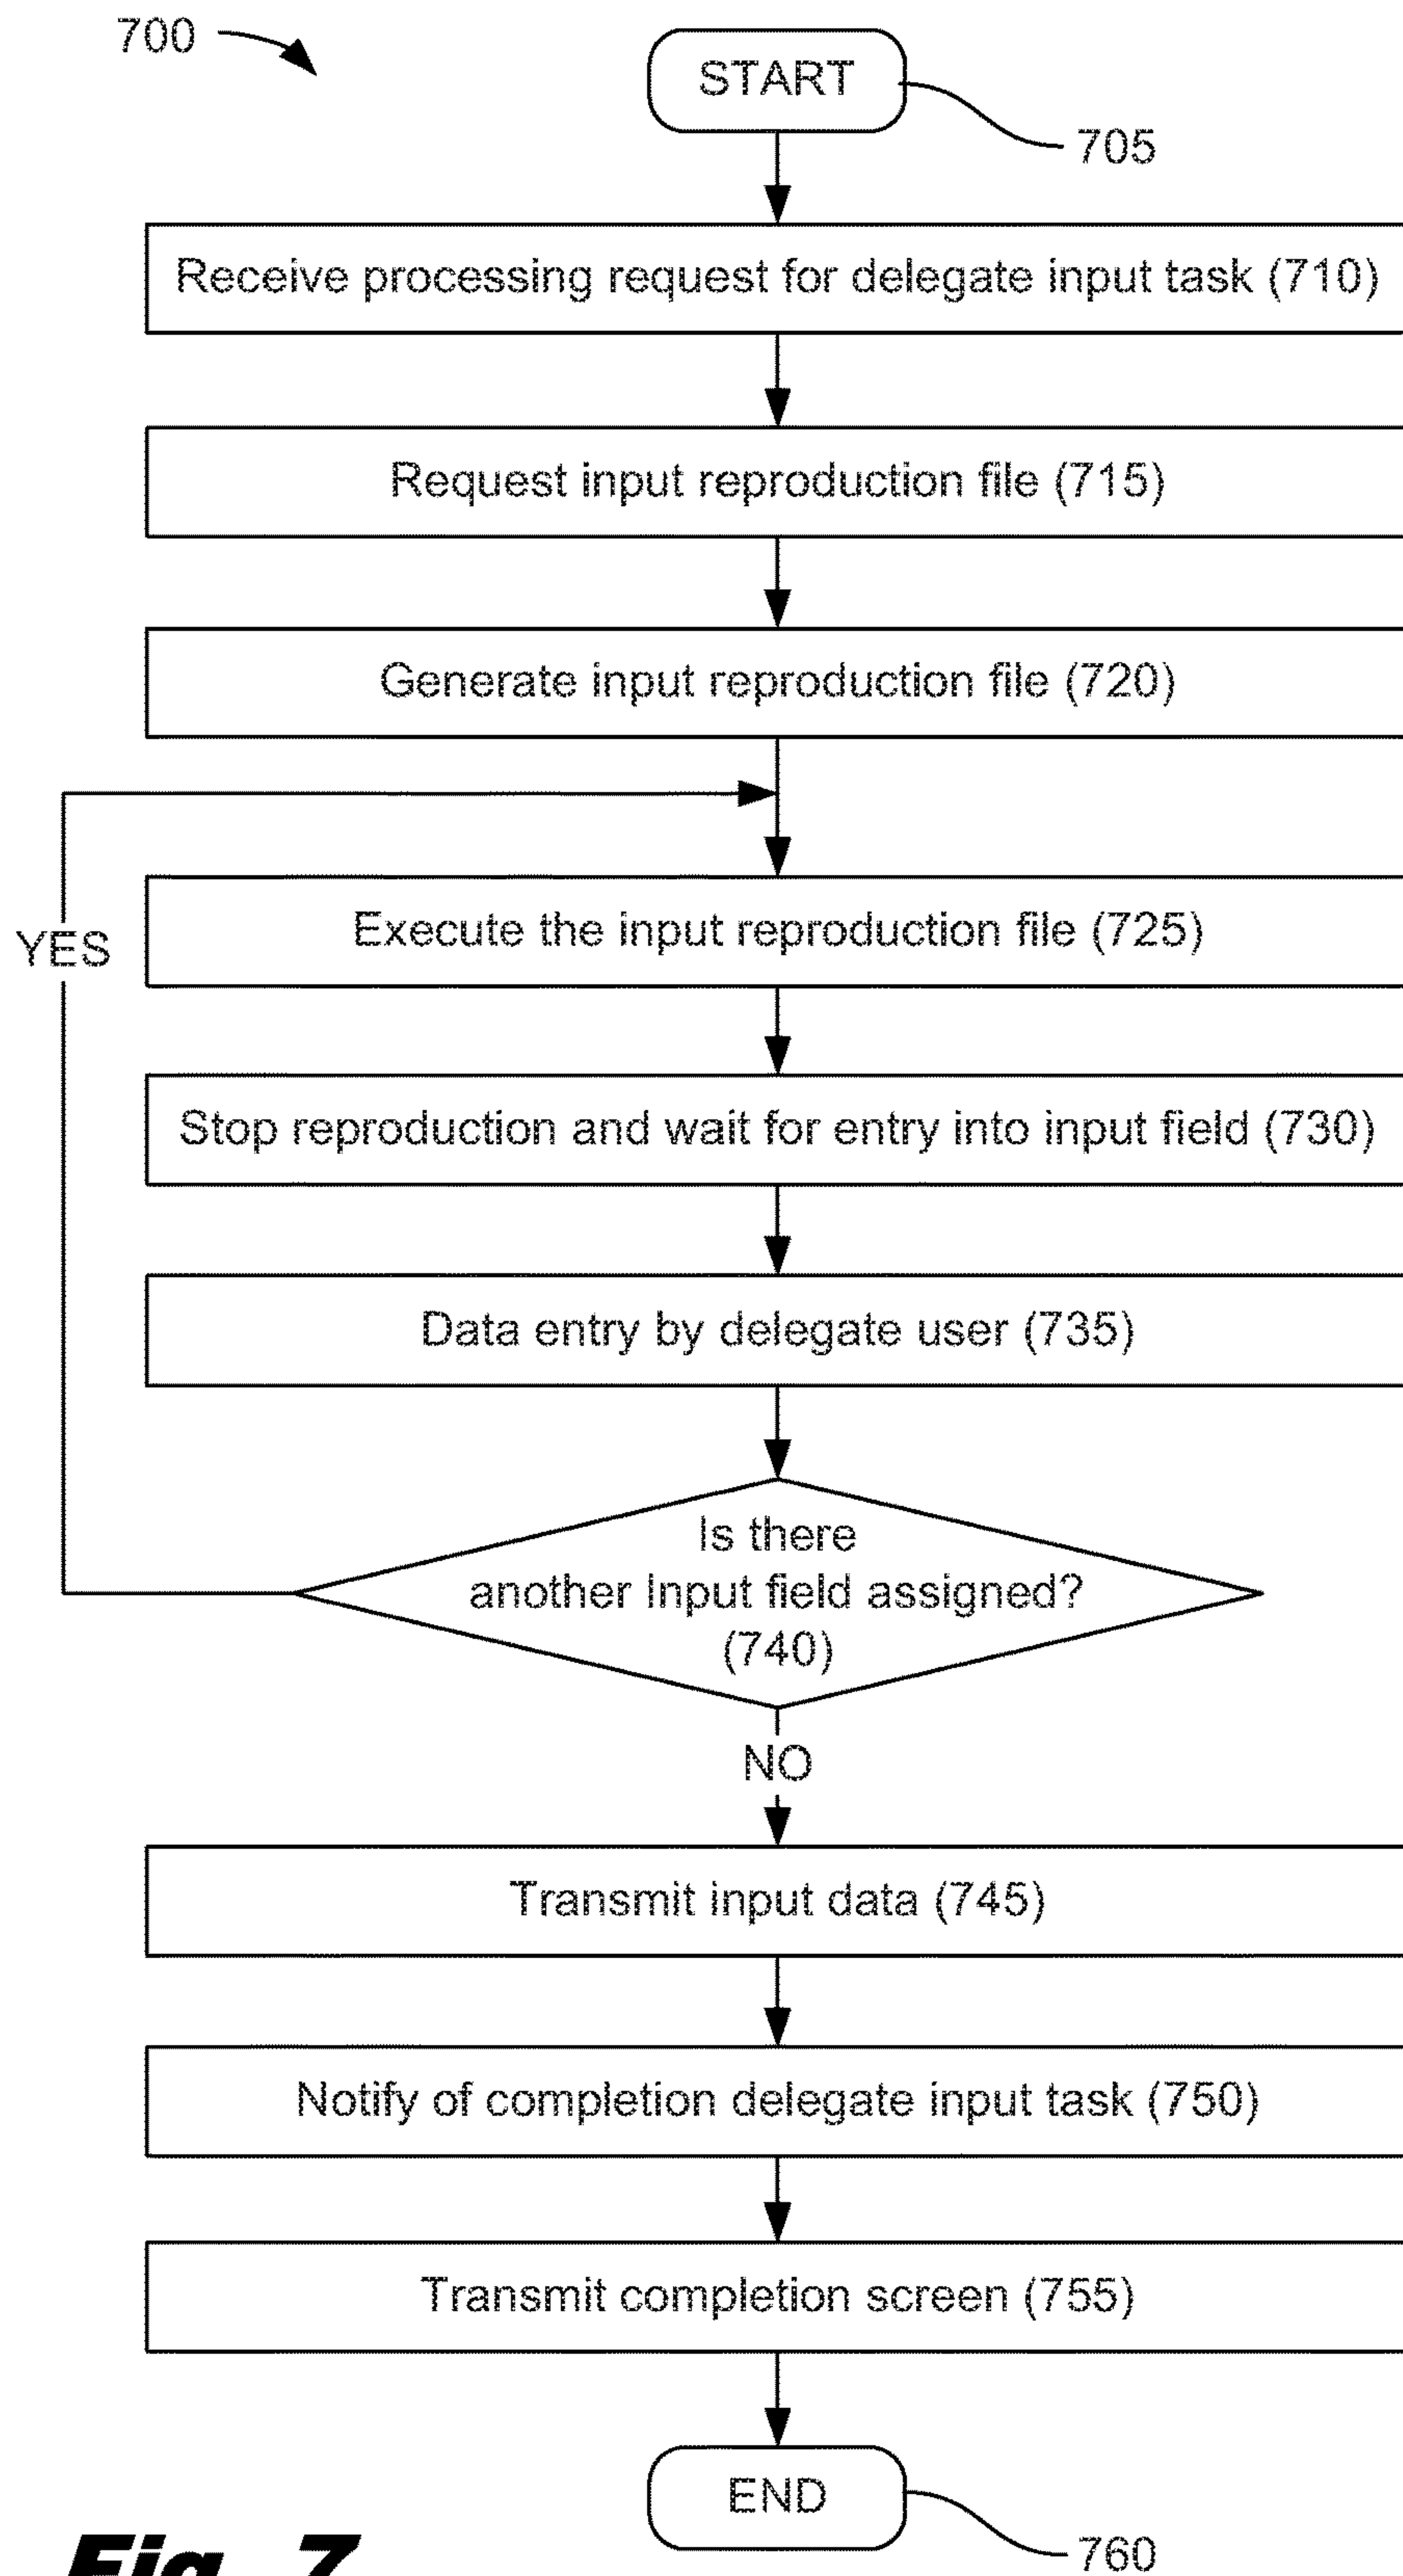 700
START
705
Receive processing request for delegate input task (710)
Request input reproduction file (715)
Generate input reproduction file (720)
Execute the input reproduction file (725)
YES
Stop reproduction and wait for entry into input field (730)
Data entry by delegate user (735)
Is there
another Input field assigned?
(740)
NO
Transmit input data (745)
Notify of completion delegate input task (750)
Transmit completion screen (755)
END
760
Fig. 7